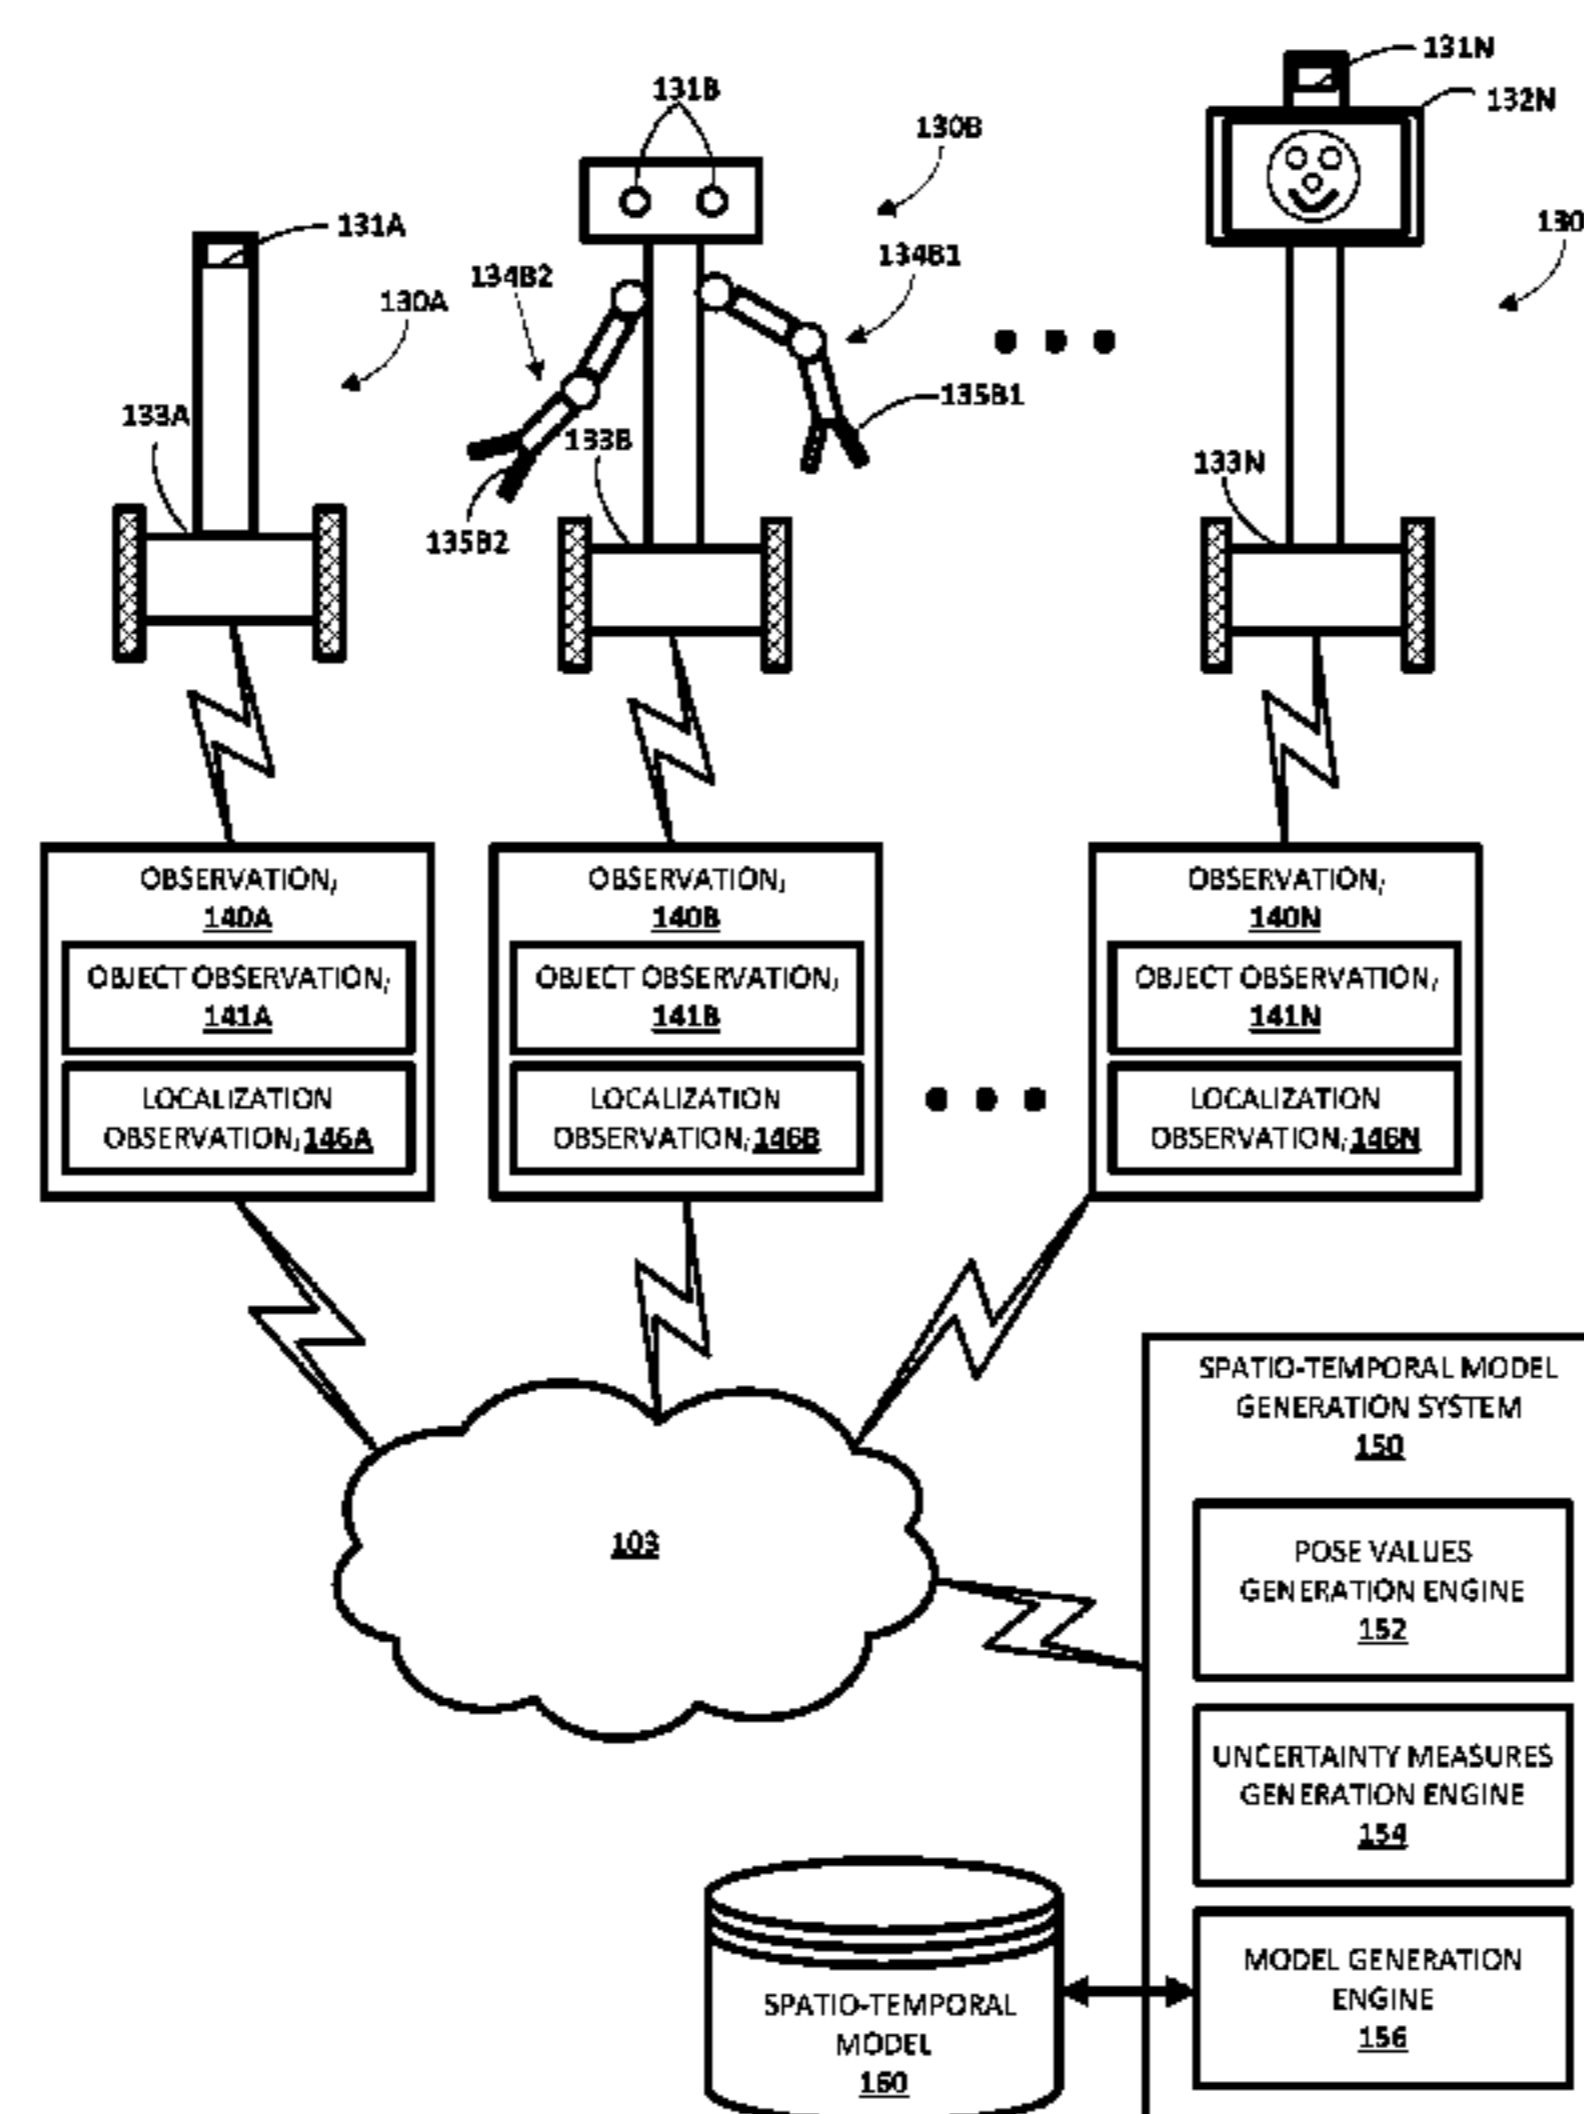 131N
132N
131B
130B
130
131A
134B2
134B1
130A
135B1
133A
133B
133N
135B2
OBSERVATION,
140A
OBJECT OBSERVATION,
141A
LOCALIZATION
OBSERVATION, 146A
OBSERVATION,
140B
OBJECT OBSERVATION,
141B
LOCALIZATION
OBSERVATION, 146B
OBSERVATION,
140N
OBJECT OBSERVATION,
141N
LOCALIZATION
OBSERVATION, 146N
103
SPATIO-TEMPORAL MODEL
GENERATION SYSTEM
150
POSE VALUES
GENERATION ENGINE
152
UNCERTAINTY MEASURES
GENERATION ENGINE
154
MODEL GENERATION
ENGINE
156
SPATIO-TEMPORAL
MODEL
160